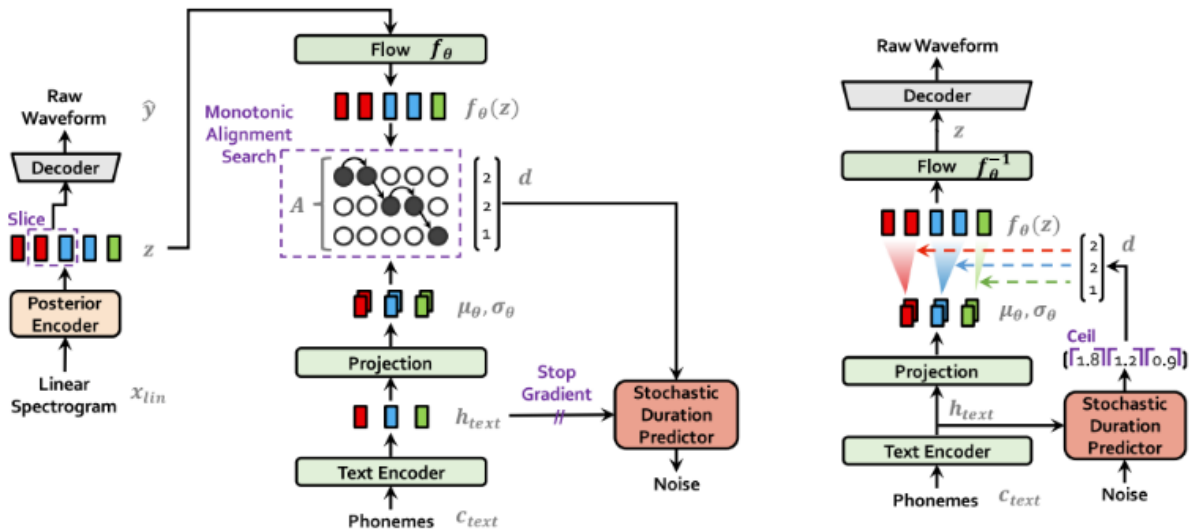 Flow f_θ
Raw
Waveform
ŷ
Monotonic
Alignment
Search
f_θ(z)
Decoder
A
2
2
1
d
Slice
z
Posterior
Encoder
μ_θ, σ_θ
Projection
Linear
Spectrogram
x_lin
Stop
Gradient
h_text
Stochastic
Duration
Predictor
Text Encoder
Noise
Phonemes
c_text
Raw Waveform
Decoder
z
Flow f_θ^{-1}
f_θ(z)
2
2
1
d
μ_θ, σ_θ
Ceil
(⌈1.8⌉⌈1.2⌉⌈0.9⌉)
Projection
h_text
Stochastic
Duration
Predictor
Text Encoder
Phonemes
c_text
Noise